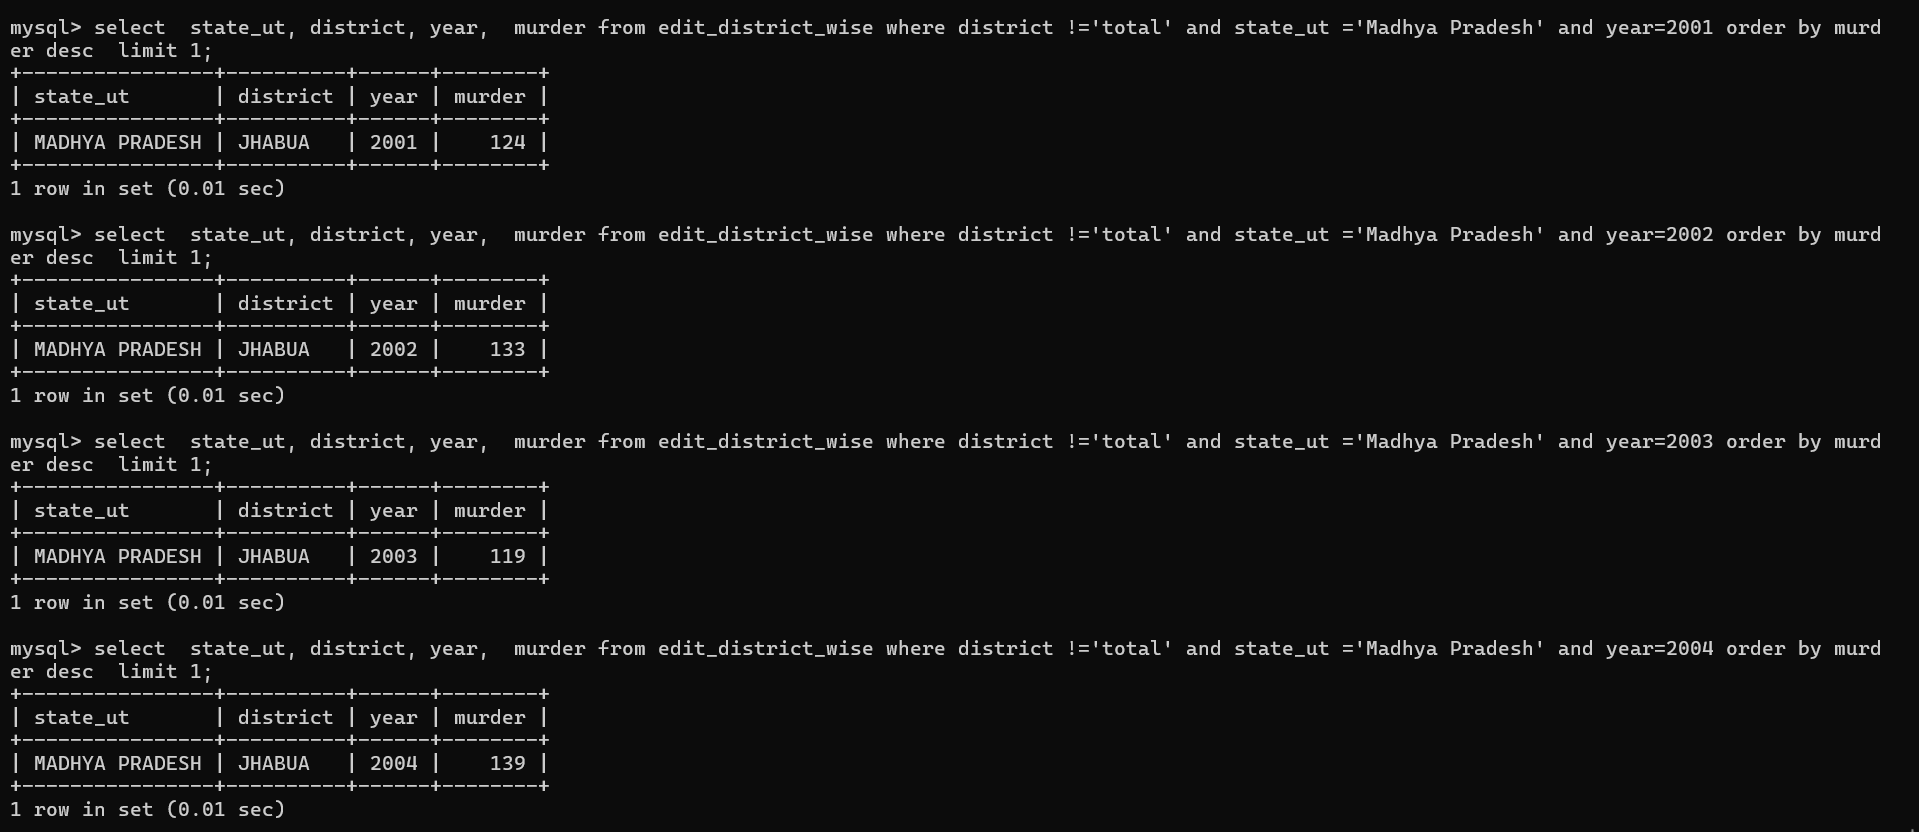 mysql> select  state_ut, district, year,  murder from edit_district_wise where district !='total' and state_ut ='Madhya Pradesh' and year=2001 order by murd
er desc  limit 1;
+----------------+----------+------+--------+
| state_ut       | district | year | murder |
+----------------+----------+------+--------+
| MADHYA PRADESH | JHABUA   | 2001 |    124 |
+----------------+----------+------+--------+
1 row in set (0.01 sec)

mysql> select  state_ut, district, year,  murder from edit_district_wise where district !='total' and state_ut ='Madhya Pradesh' and year=2002 order by murd
er desc  limit 1;
+----------------+----------+------+--------+
| state_ut       | district | year | murder |
+----------------+----------+------+--------+
| MADHYA PRADESH | JHABUA   | 2002 |    133 |
+----------------+----------+------+--------+
1 row in set (0.01 sec)

mysql> select  state_ut, district, year,  murder from edit_district_wise where district !='total' and state_ut ='Madhya Pradesh' and year=2003 order by murd
er desc  limit 1;
+----------------+----------+------+--------+
| state_ut       | district | year | murder |
+----------------+----------+------+--------+
| MADHYA PRADESH | JHABUA   | 2003 |    119 |
+----------------+----------+------+--------+
1 row in set (0.01 sec)

mysql> select  state_ut, district, year,  murder from edit_district_wise where district !='total' and state_ut ='Madhya Pradesh' and year=2004 order by murd
er desc  limit 1;
+----------------+----------+------+--------+
| state_ut       | district | year | murder |
+----------------+----------+------+--------+
| MADHYA PRADESH | JHABUA   | 2004 |    139 |
+----------------+----------+------+--------+
1 row in set (0.01 sec)